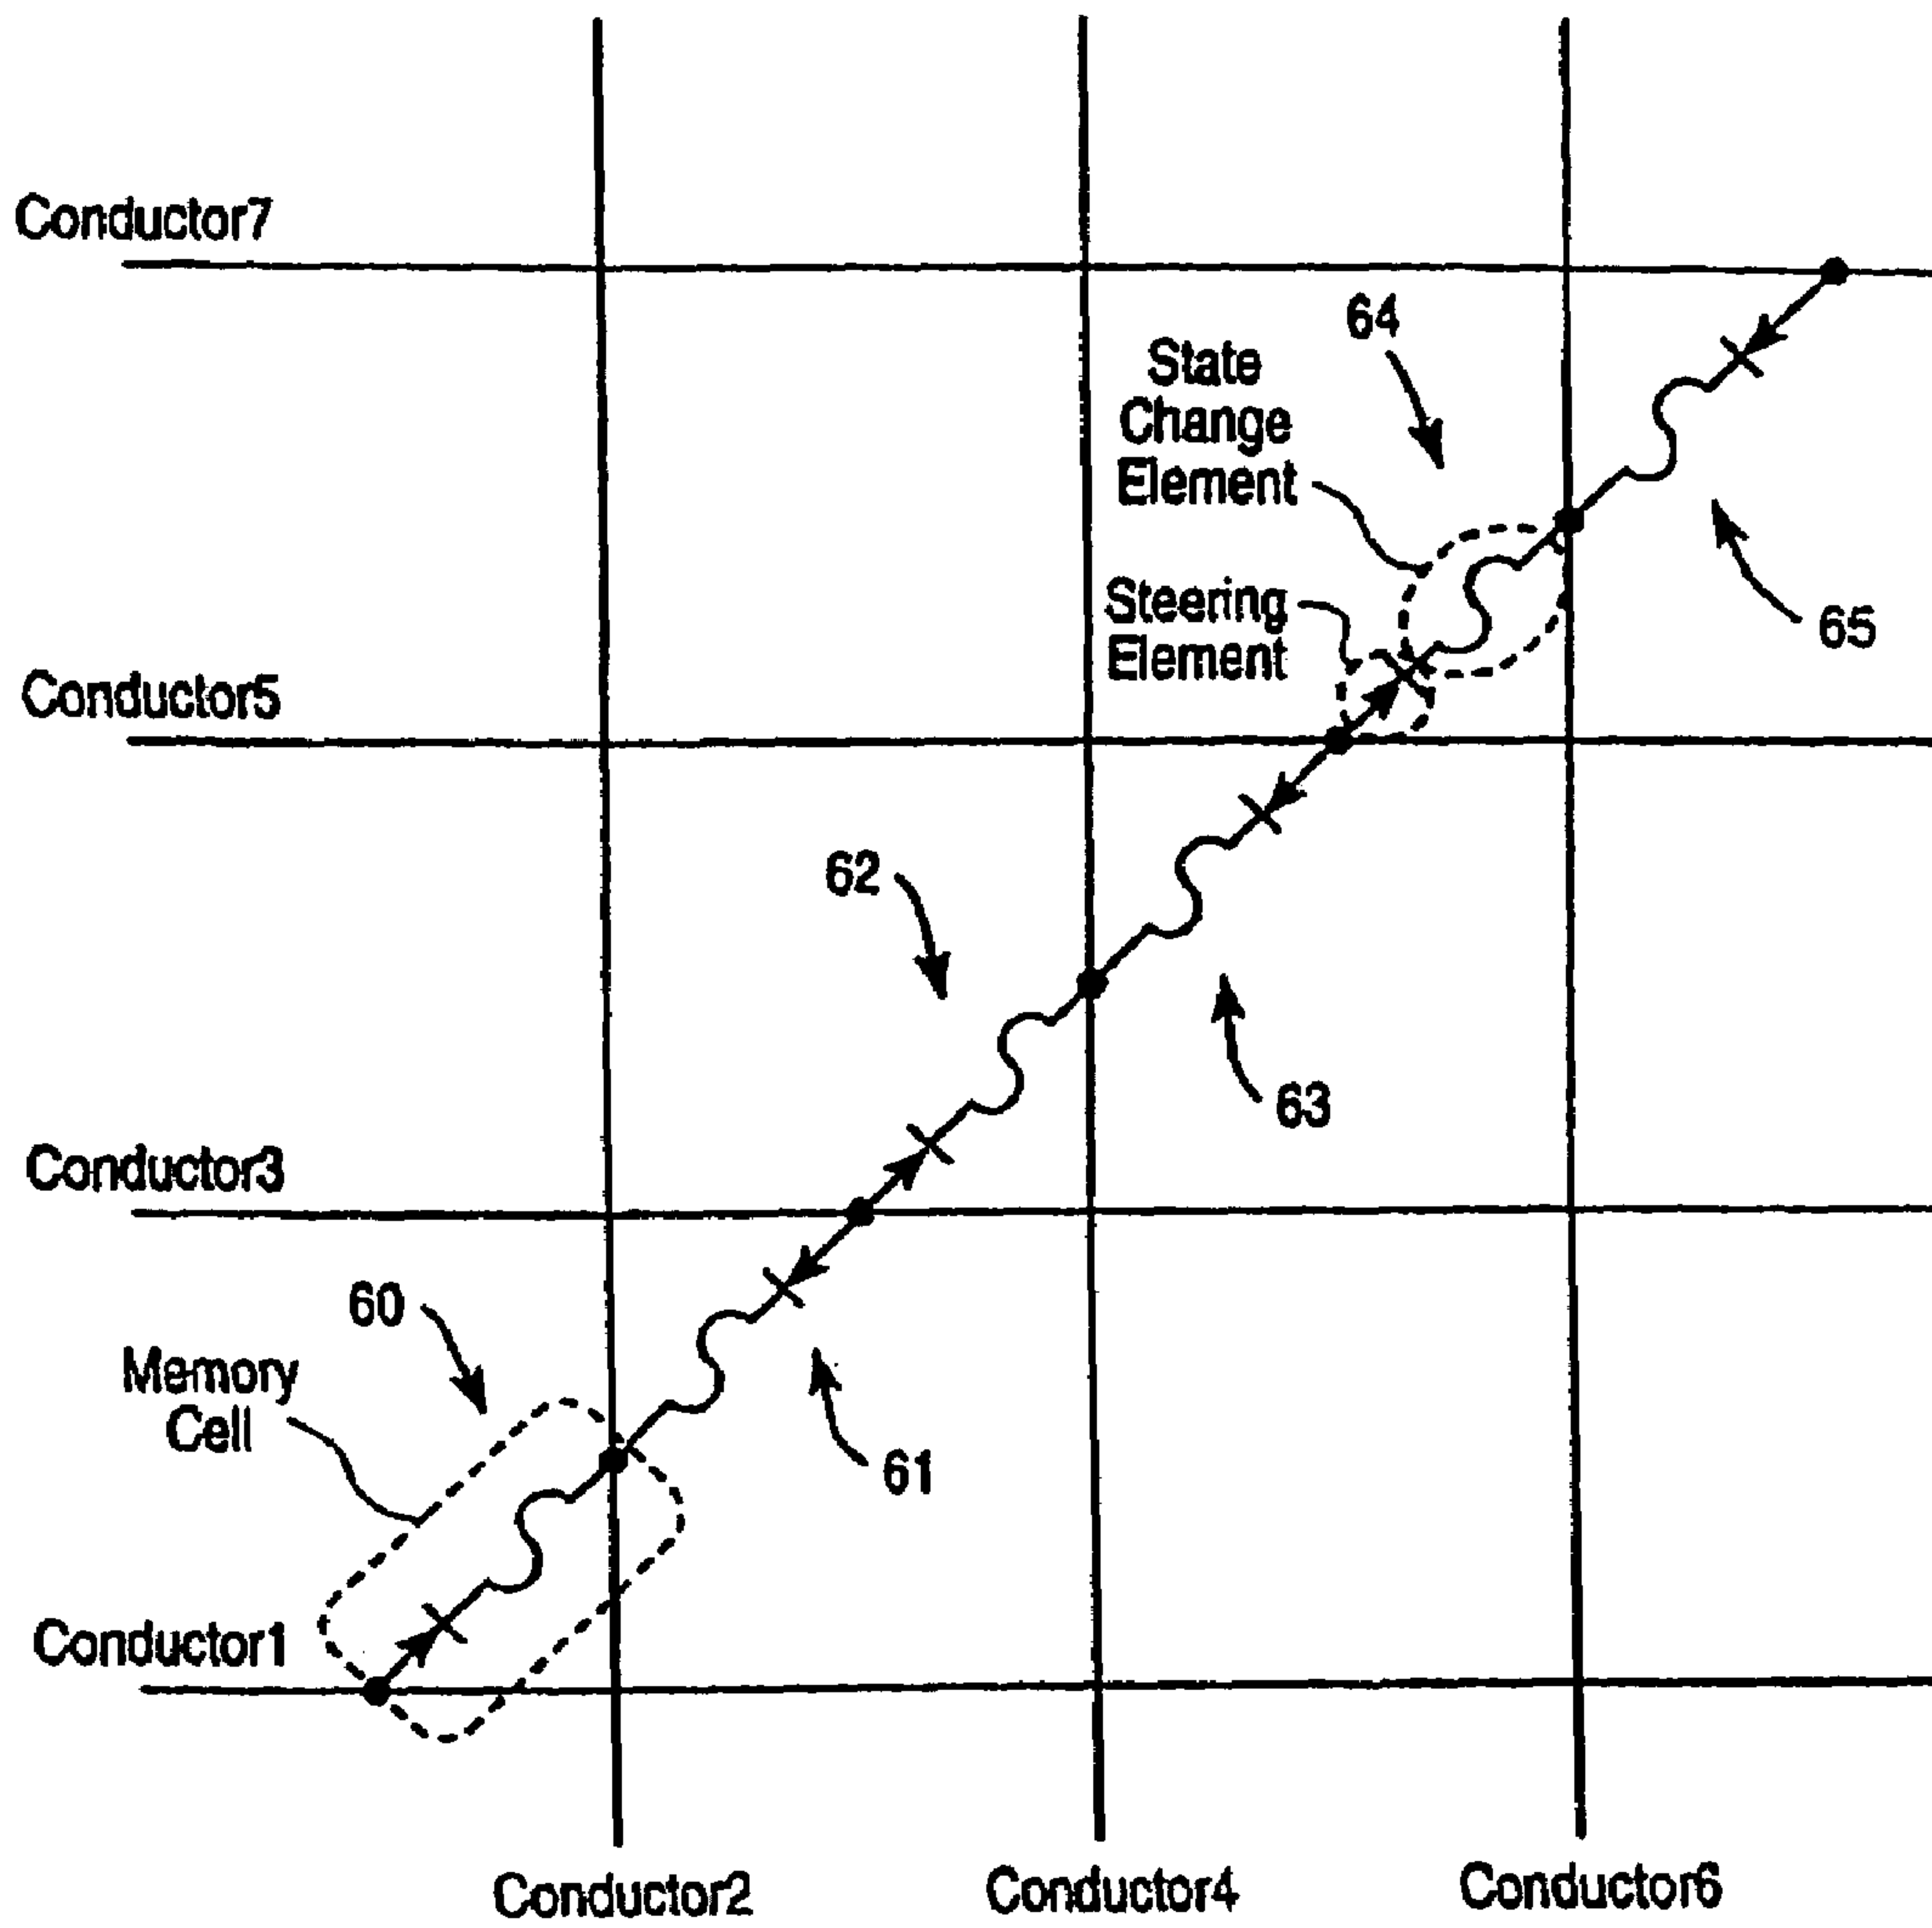 Conductor7
64
State
Change
Element
Steering
Element
65
Conductor5
62
63
Conductor3
60
Memory
Cell
61
Conductor1
Conductor2
Conductor4
Conductor6